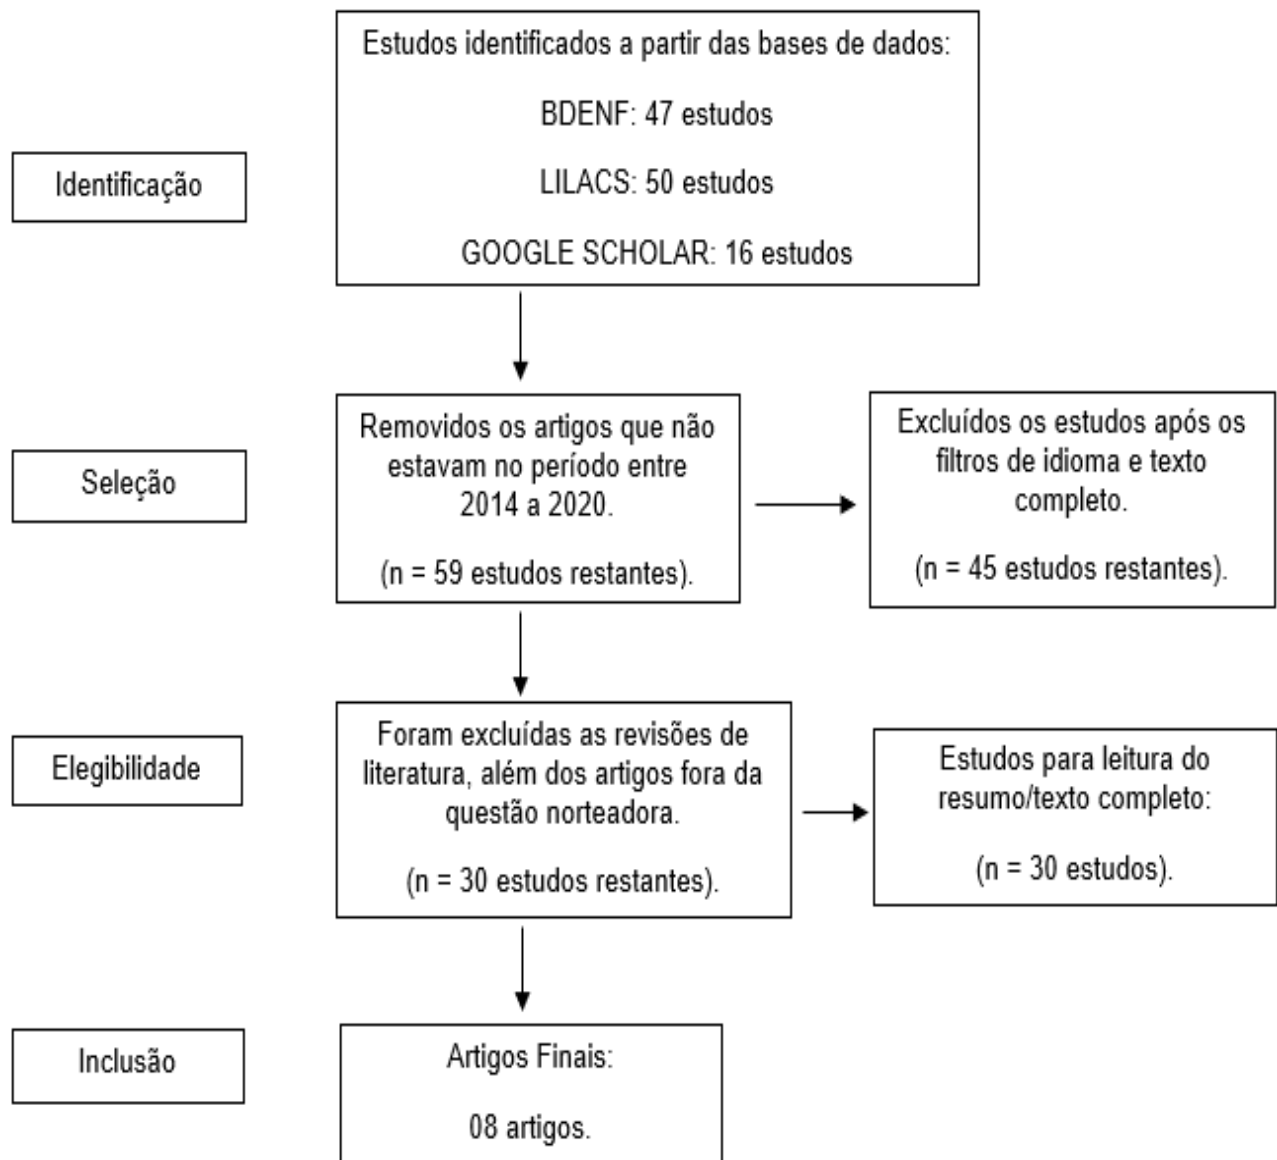 Estudos identificados a partir das bases de dados:
BDENF: 47 estudos
LILACS: 50 estudos
GOOGLE SCHOLAR: 16 estudos
Identificação
Removidos os artigos que não
estavam no período entre
2014 a 2020.
(n = 59 estudos restantes).
Excluídos os estudos após os
filtros de idioma e texto
completo.
(n = 45 estudos restantes).
Seleção
Foram excluídas as revisões de
literatura, além dos artigos fora da
questão norteadora.
(n = 30 estudos restantes).
Estudos para leitura do
resumo/texto completo:
(n = 30 estudos).
Elegibilidade
Artigos Finais:
08 artigos.
Inclusão